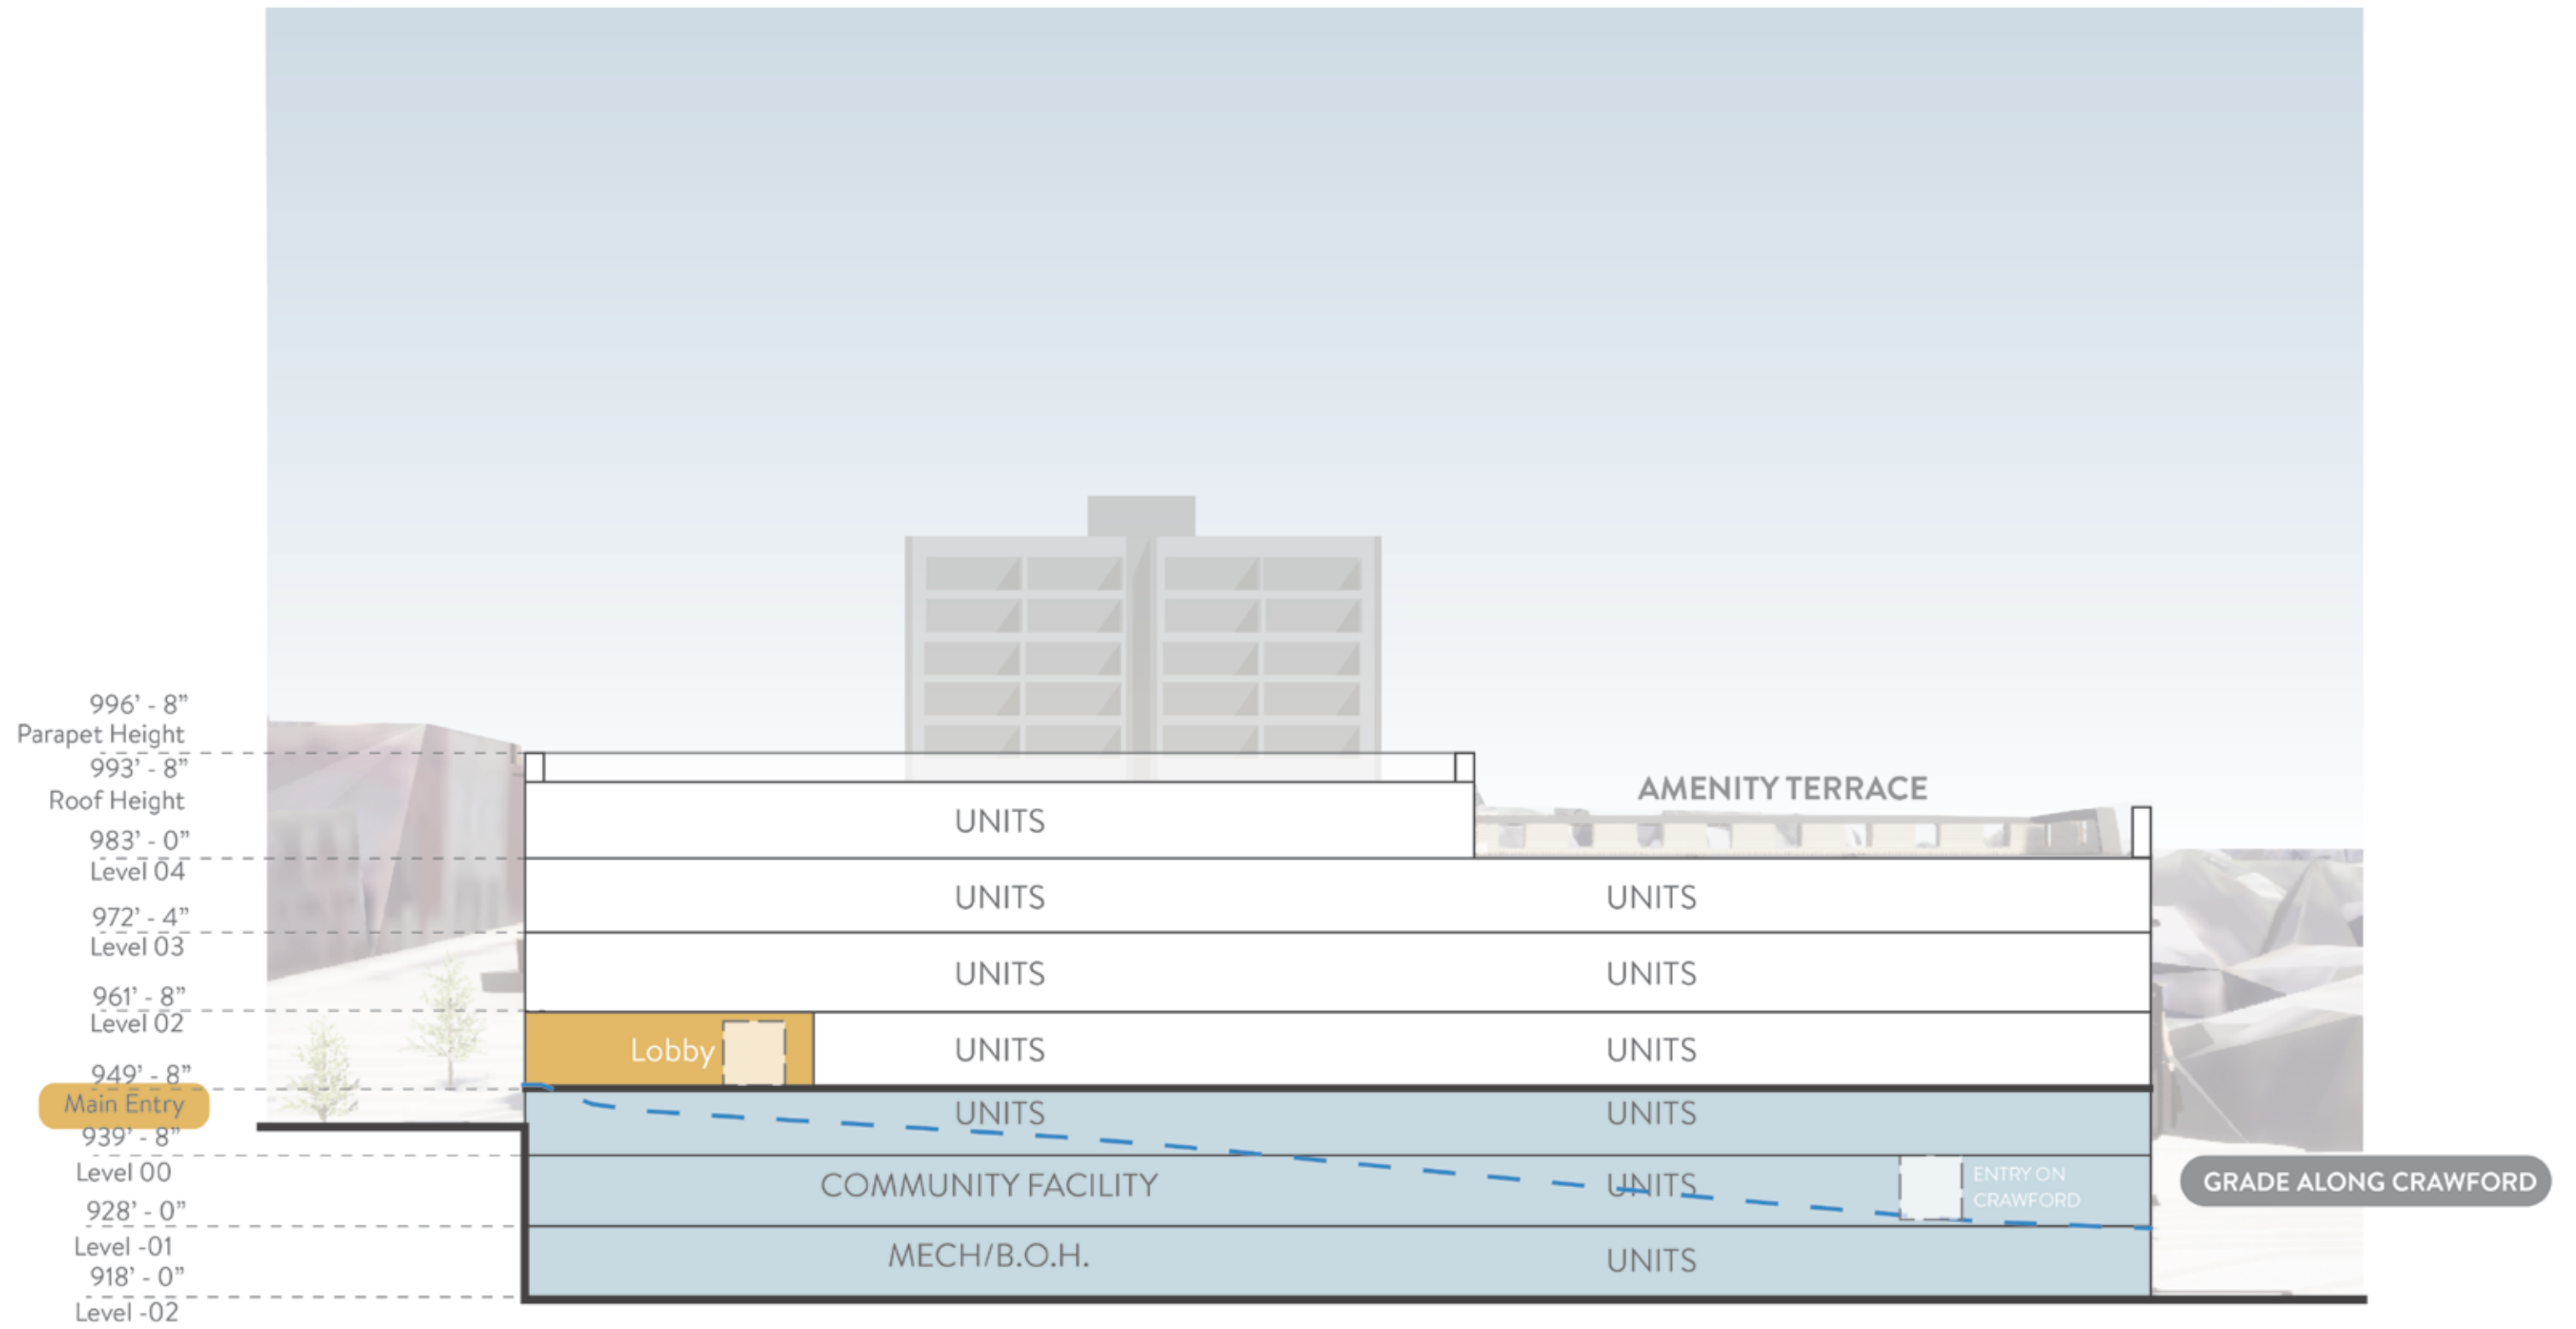 996’ - 8”
Parapet Height
993’ - 8”
Roof Height
983’ - 0”
Level 04
972’ - 4”
Level 03
961’ - 8”
Level 02
949’ - 8”
Main Entry
939’ - 8”
Level 00
928’ - 0”
Level -01
918’ - 0”
Level -02
AMENITY TERRACE
UNITS
UNITS
UNITS
UNITS
UNITS
Lobby
UNITS
UNITS
UNITS
UNITS
COMMUNITY FACILITY
UNITS
ENTRY ON
CRAWFORD
GRADE ALONG CRAWFORD
MECH/B.O.H.
UNITS